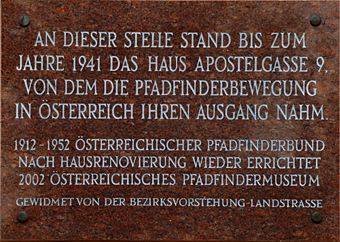 AN DIESER STELLE STAND BIS ZUM
JAHRE 1941 DAS HAUS APOSTELGASSE 9,
VON DEM DIE PFADFINDERBEWEGUNG
IN ÖSTERREICH IHREN AUSGANG NAHM.
1912 - 1952 ÖSTERREICHISCHER PFADFINDERBUND
NACH HAUSRENOVIERUNG WIEDER ERRICHTET
2002 ÖSTERREICHISCHES PFADFINDERMUSEUM
GEWIDMET VON DER BEZIRKSVORSTEHUNG-LANDSTRASSE